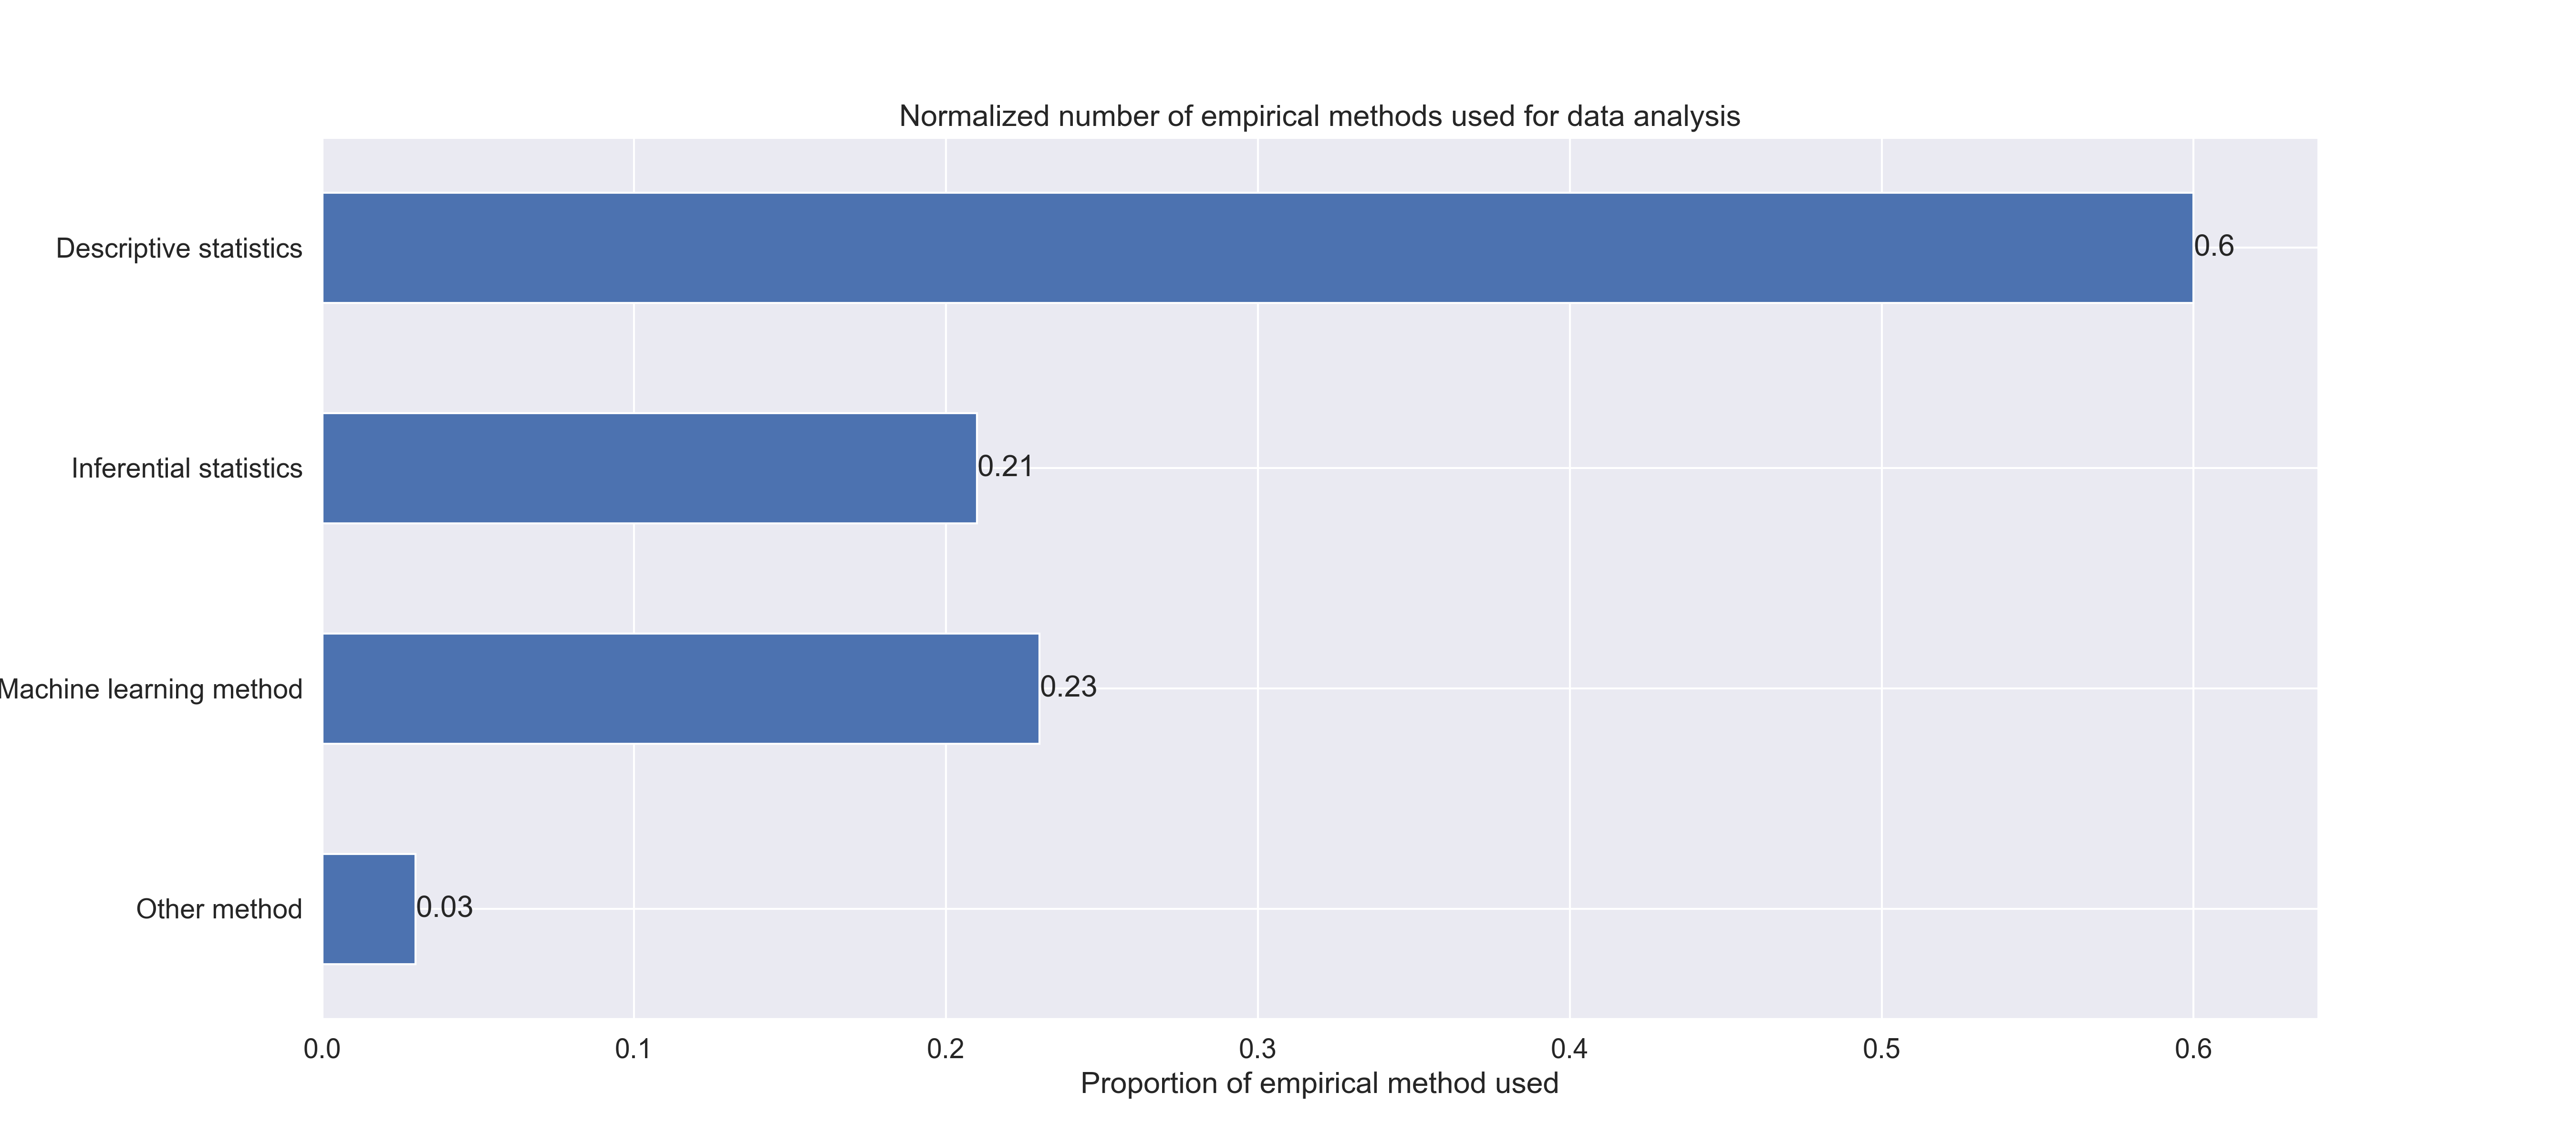 Normalized number of empirical methods used for data analysis
Descriptive statistics
0.6
Inferential statistics
0.21
Machine learning method
0.23
Other method
0.03
0.0 0.1 0.2 0.3 0.4 0.5 0.6
Proportion of empirical method used